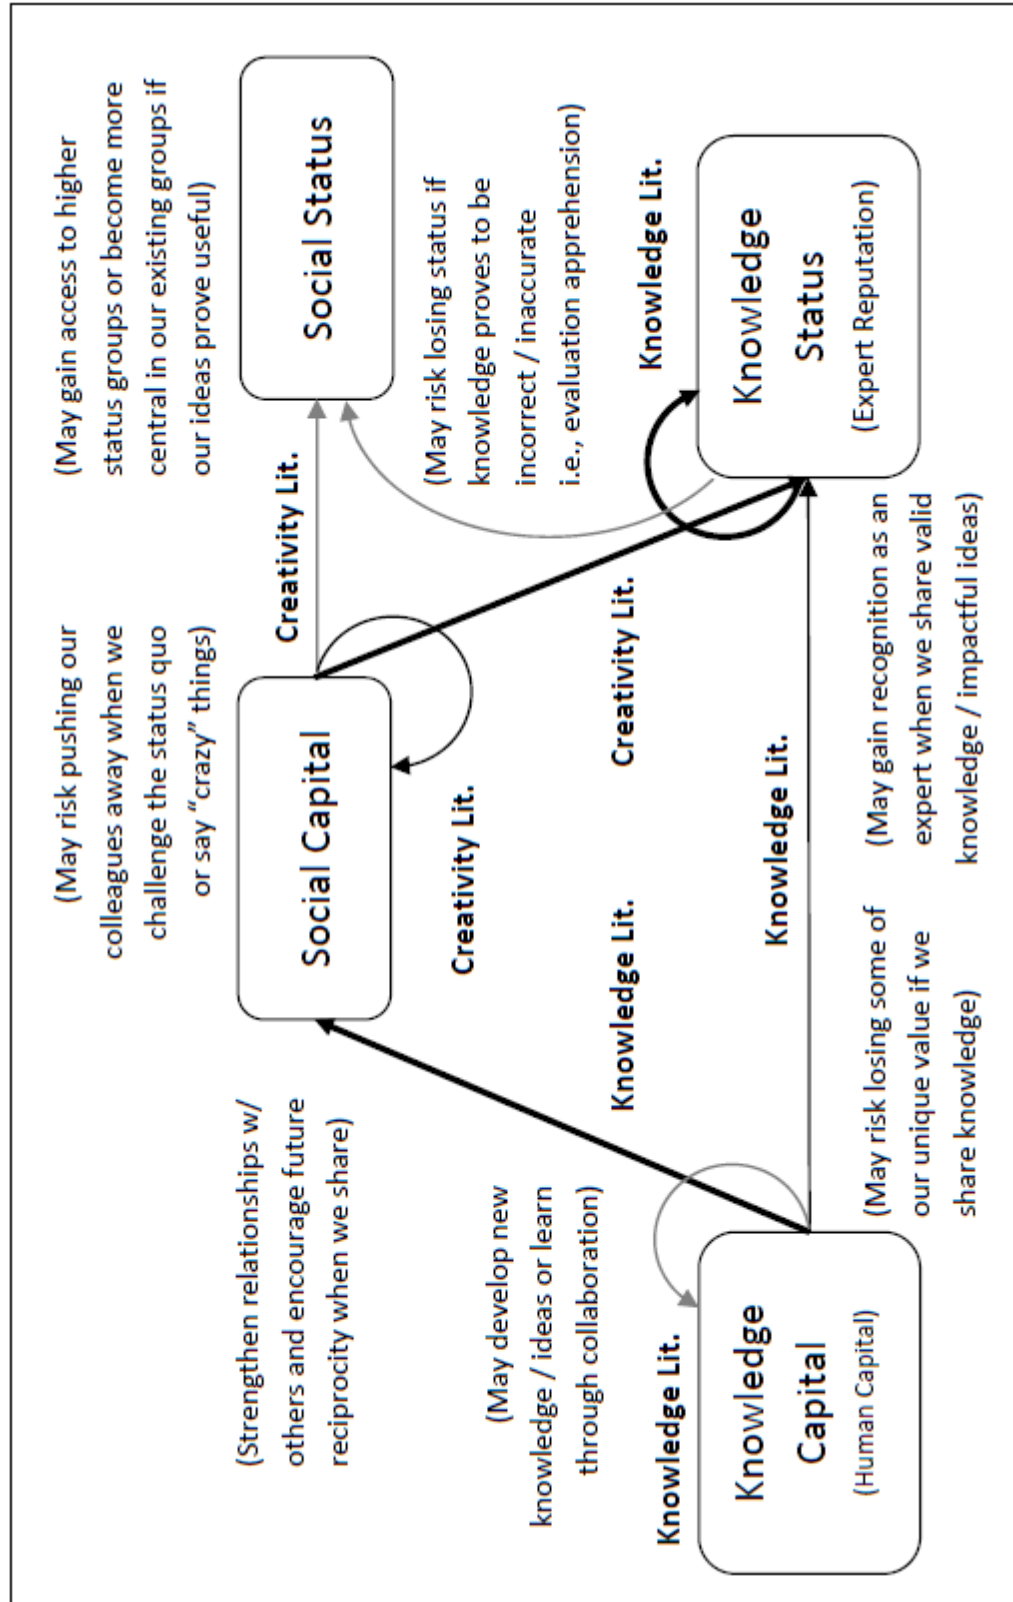 (Strengthen relationships w/
others and encourage future
reciprocity when we share)
(May risk pushing our
colleagues away when we
challenge the status quo
or say “crazy” things)
(May gain access to higher
status groups or become more
central in our existing groups if
our ideas prove useful)
Social Capital
Creativity Lit.
Social Status
Creativity Lit.
(May develop new
knowledge / ideas or learn
through collaboration)
(May risk losing status if
knowledge proves to be
incorrect / inaccurate
i.e., evaluation apprehension)
Knowledge Lit.
Creativity Lit.
Knowledge Lit.
Knowledge Lit.
Knowledge
Capital
(Human Capital)
Knowledge Lit.
Knowledge
Status
(Expert Reputation)
(May risk losing some of
our unique value if we
share knowledge)
(May gain recognition as an
expert when we share valid
knowledge / impactful ideas)